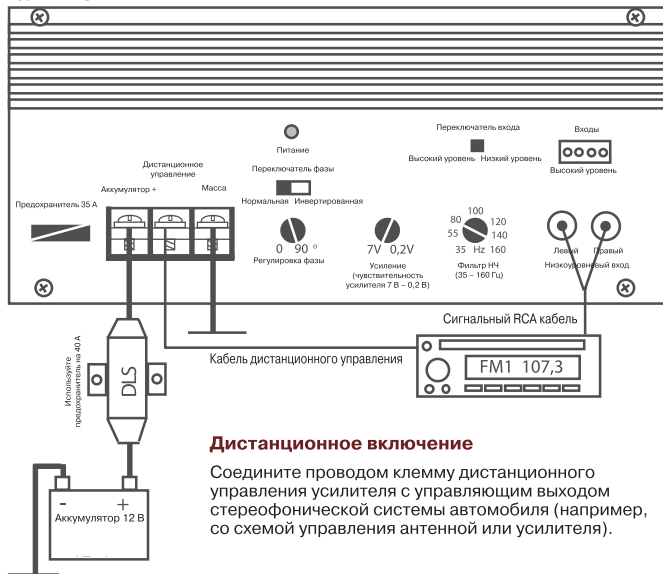 Питание
Переключатель входа
Высокий уровень Низкий уровень
Входы
Высокий уровень
Дистанционное
управление
Аккумулятор +
Масса
Переключатель фазы
Нормальная Инвертированная
Предохранитель 35 А
0 90 °
Регулировка фазы
7V 0,2V
Усиление
(чувствительность
усилителя 7 В – 0,2 В)
100
80 120
55 140
35 Hz 160
Фильтр НЧ
(35 – 160 Гц)
Левый Правый
Низкоуровневый вход
Сигнальный RCA кабель
Кабель дистанционного управления
FM1 107,3
Используйте
предохранитель на 40 А
DLS
- +
Аккумулятор 12 В
Дистанционное включение
Соедините проводом клемму дистанционного
управления усилителя с управляющим выходом
стереофонической системы автомобиля (например,
со схемой управления антенной или усилителя).